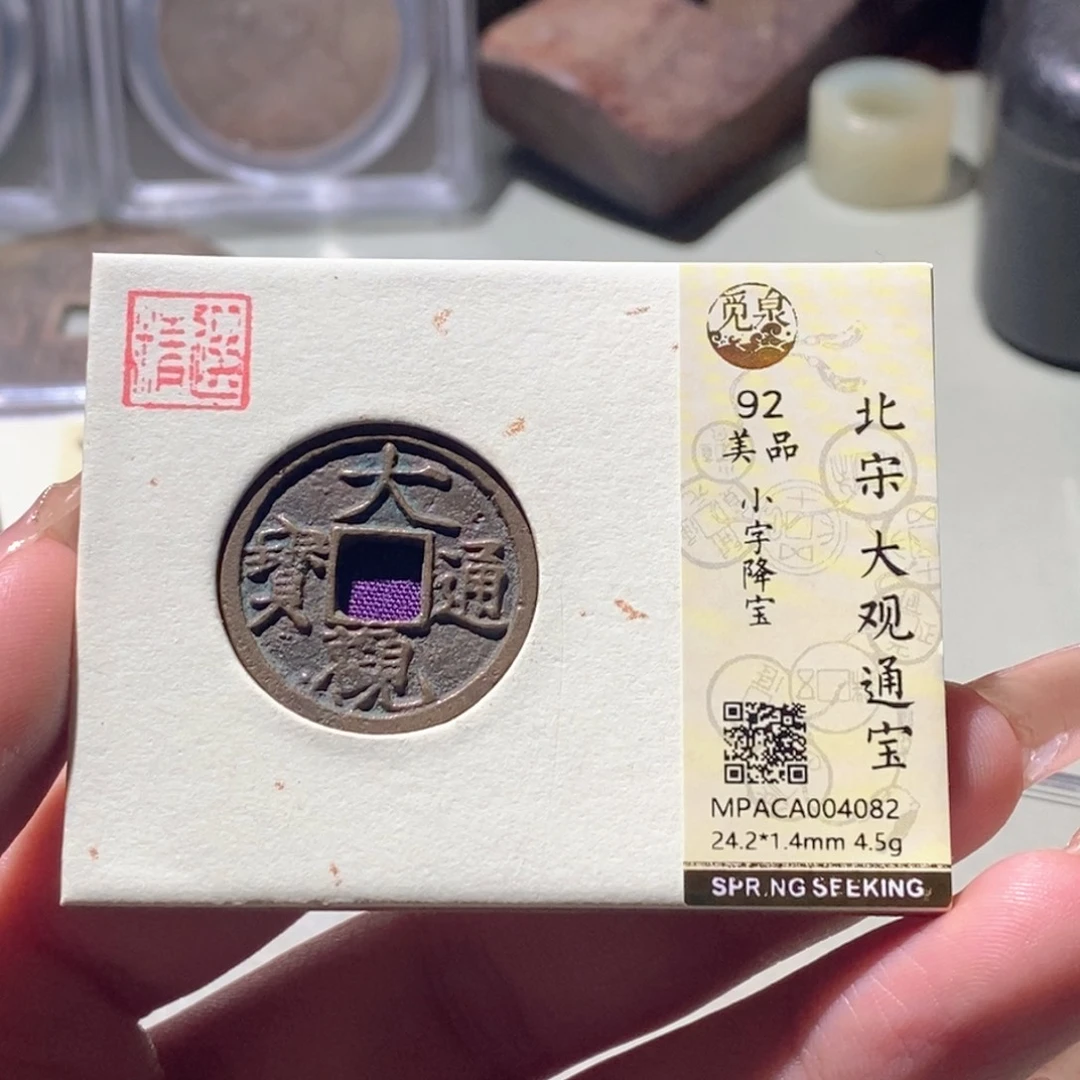 大
觀
通
寶
觅泉
92
美品
小字降宝
北宋 大观通宝
MPACA004082
24.2*1.4mm 4.5g
SPR.NG SEEKING